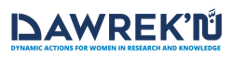 DAWREK'N
DYNAMIC ACTIONS FOR WOMEN IN RESEARCH AND KNOWLEDGE